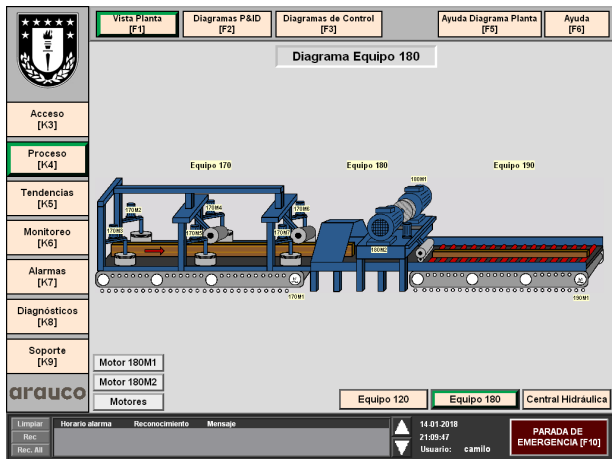 Vista Planta
[F1]
Diagramas P&ID
[F2]
Diagramas de Control
[F3]
Ayuda Diagrama Planta
[F5]
Ayuda
[F6]
Diagrama Equipo 180
Acceso
[K3]
Proceso
[K4]
Tendencias
[K5]
Monitoreo
[K6]
Alarmas
[K7]
Diagnósticos
[K8]
Soporte
[K9]
arauco
Equipo 170
Equipo 180
Equipo 190
180M1
170M2
170M4
170M6
170M3
170M5
170M7
180M2
170M1
190M1
Motor 180M1
Motor 180M2
Motores
Equipo 120
Equipo 180
Central Hidráulica
Limpiar
Rec
Rec. All
Horario alarma Reconocimiento Mensaje
14-01-2018
21:09:47
Usuario: camilo
PARADA DE
EMERGENCIA [F10]